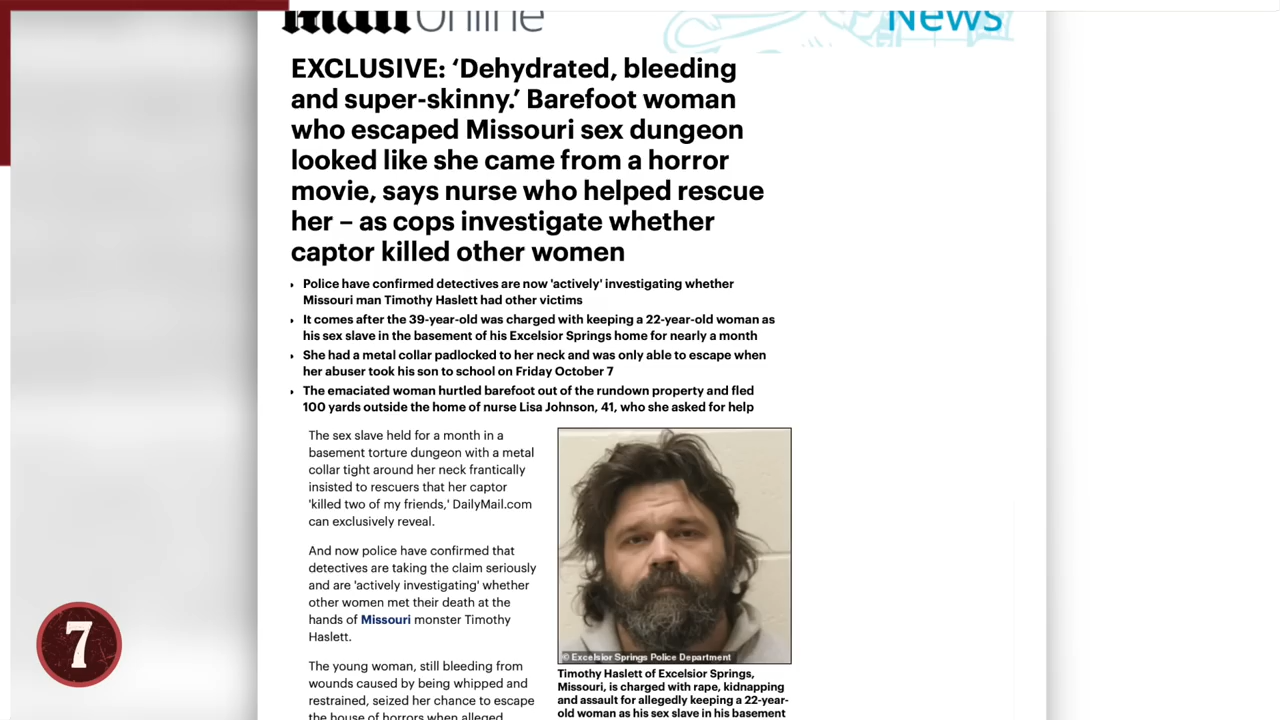 Mail Online
News
EXCLUSIVE: ‘Dehydrated, bleeding
and super-skinny.’ Barefoot woman
who escaped Missouri sex dungeon
looked like she came from a horror
movie, says nurse who helped rescue
her – as cops investigate whether
captor killed other women
Police have confirmed detectives are now 'actively' investigating whether
Missouri man Timothy Haslett had other victims
It comes after the 39-year-old was charged with keeping a 22-year-old woman as
his sex slave in the basement of his Excelsior Springs home for nearly a month
She had a metal collar padlocked to her neck and was only able to escape when
her abuser took his son to school on Friday October 7
The emaciated woman hurtled barefoot out of the rundown property and fled
100 yards outside the home of nurse Lisa Johnson, 41, who she asked for help
The sex slave held for a month in a
basement torture dungeon with a metal
collar tight around her neck frantically
insisted to rescuers that her captor
'killed two of my friends,' DailyMail.com
can exclusively reveal.
And now police have confirmed that
detectives are taking the claim seriously
and are 'actively investigating' whether
other women met their death at the
hands of Missouri monster Timothy
Haslett.
The young woman, still bleeding from
wounds caused by being whipped and
restrained, seized her chance to escape
the house of horrors when alleged
© Excelsior Springs Police Department
Timothy Haslett of Excelsior Springs,
Missouri, is charged with rape, kidnapping
and assault for allegedly keeping a 22-year-
old woman as his sex slave in his basement
7